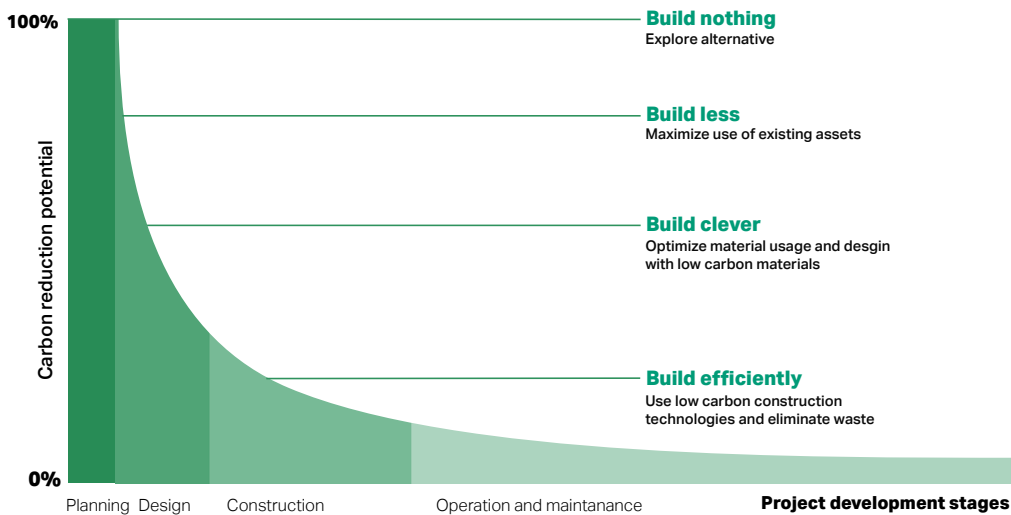 100%
Build nothing
Explore alternative
Build less
Maximize use of existing assets
Carbon reduction potential
Build clever
Optimize material usage and desgin
with low carbon materials
Build efficiently
Use low carbon construction
technologies and eliminate waste
0%
Planning
Design
Construction
Operation and maintanance
Project development stages